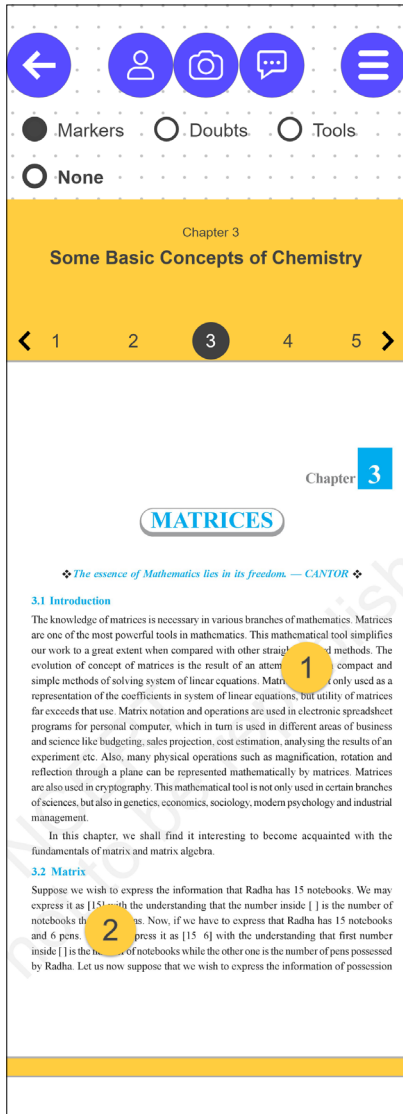 Markers Doubts Tools
None
Chapter 3
Some Basic Concepts of Chemistry
1 2 3 4 5
Chapter 3
MATRICES
❖ The essence of Mathematics lies in its freedom. — CANTOR ❖
3.1 Introduction
The knowledge of matrices is necessary in various branches of mathematics. Matrices
are one of the most powerful tools in mathematics. This mathematical tool simplifies
our work to a great extent when compared with other methods. The
evolution of concept of matrices is the result of an compact and
simple methods of solving system of linear equations. only used as a
representation of the coefficients in system of linear equations, but utility of matrices
far exceeds that use. Matrix notation and operations are used in electronic spreadsheet
programs for personal computer, which in turn is used in different areas of business
and science like budgeting, sales projection, cost estimation, analysing the results of an
experiment etc. Also, many physical operations such as magnification, rotation and
reflection through a plane can be represented mathematically by matrices. Matrices
are also used in cryptography. This mathematical tool is not only used in certain branches
of sciences, but also in genetics, economics, sociology, modern psychology and industrial
management.
In this chapter, we shall find it interesting to become acquainted with the
fundamentals of matrix and matrix algebra.
3.2 Matrix
Suppose we wish to express the information that Radha has 15 notebooks. We may
express it as [15] with the understanding that the number inside [ ] is the number of
notebooks Now, if we have to express that Radha has 15 notebooks
and 6 pens. it as [15 6] with the understanding that first number
inside [ ] is the of notebooks while the other one is the number of pens possessed
by Radha. Let us now suppose that we wish to express the information of possession
1
2